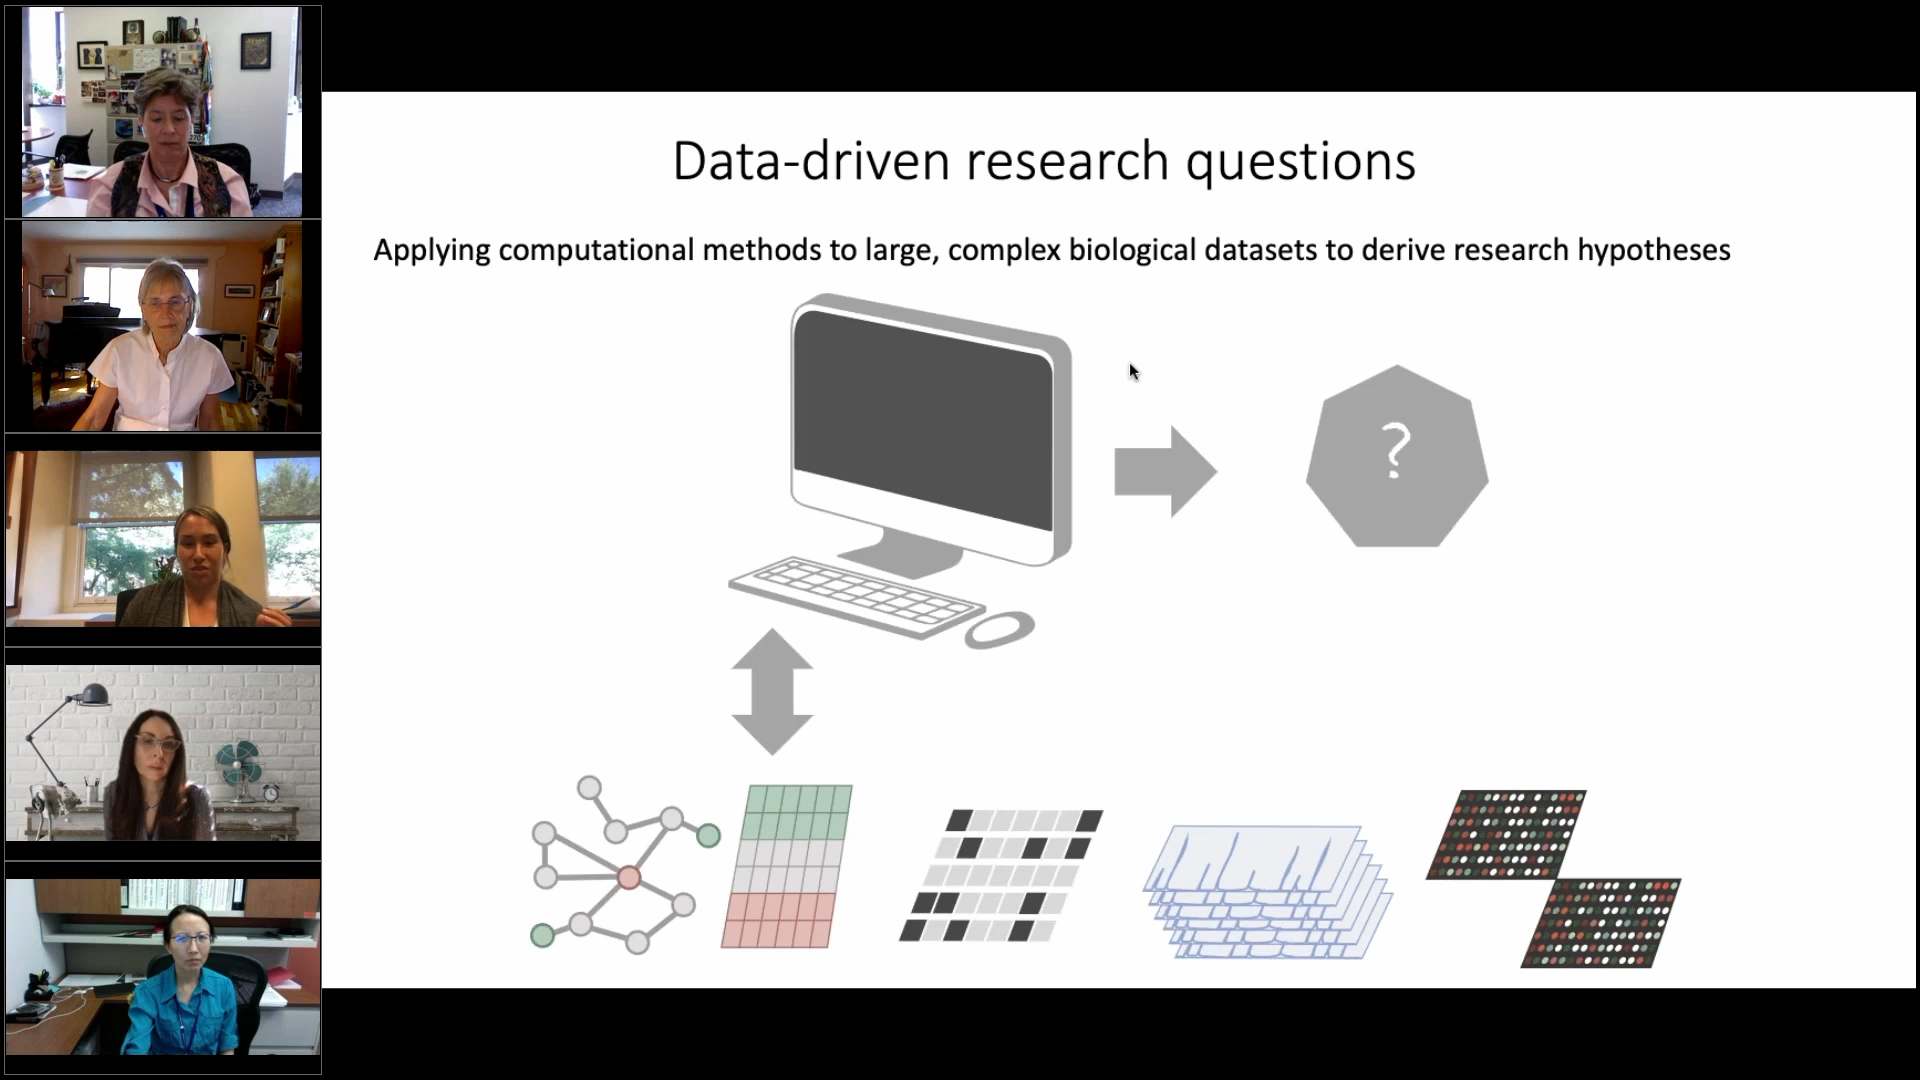 Data-driven research questions
Applying computational methods to large, complex biological datasets to derive research hypotheses
?